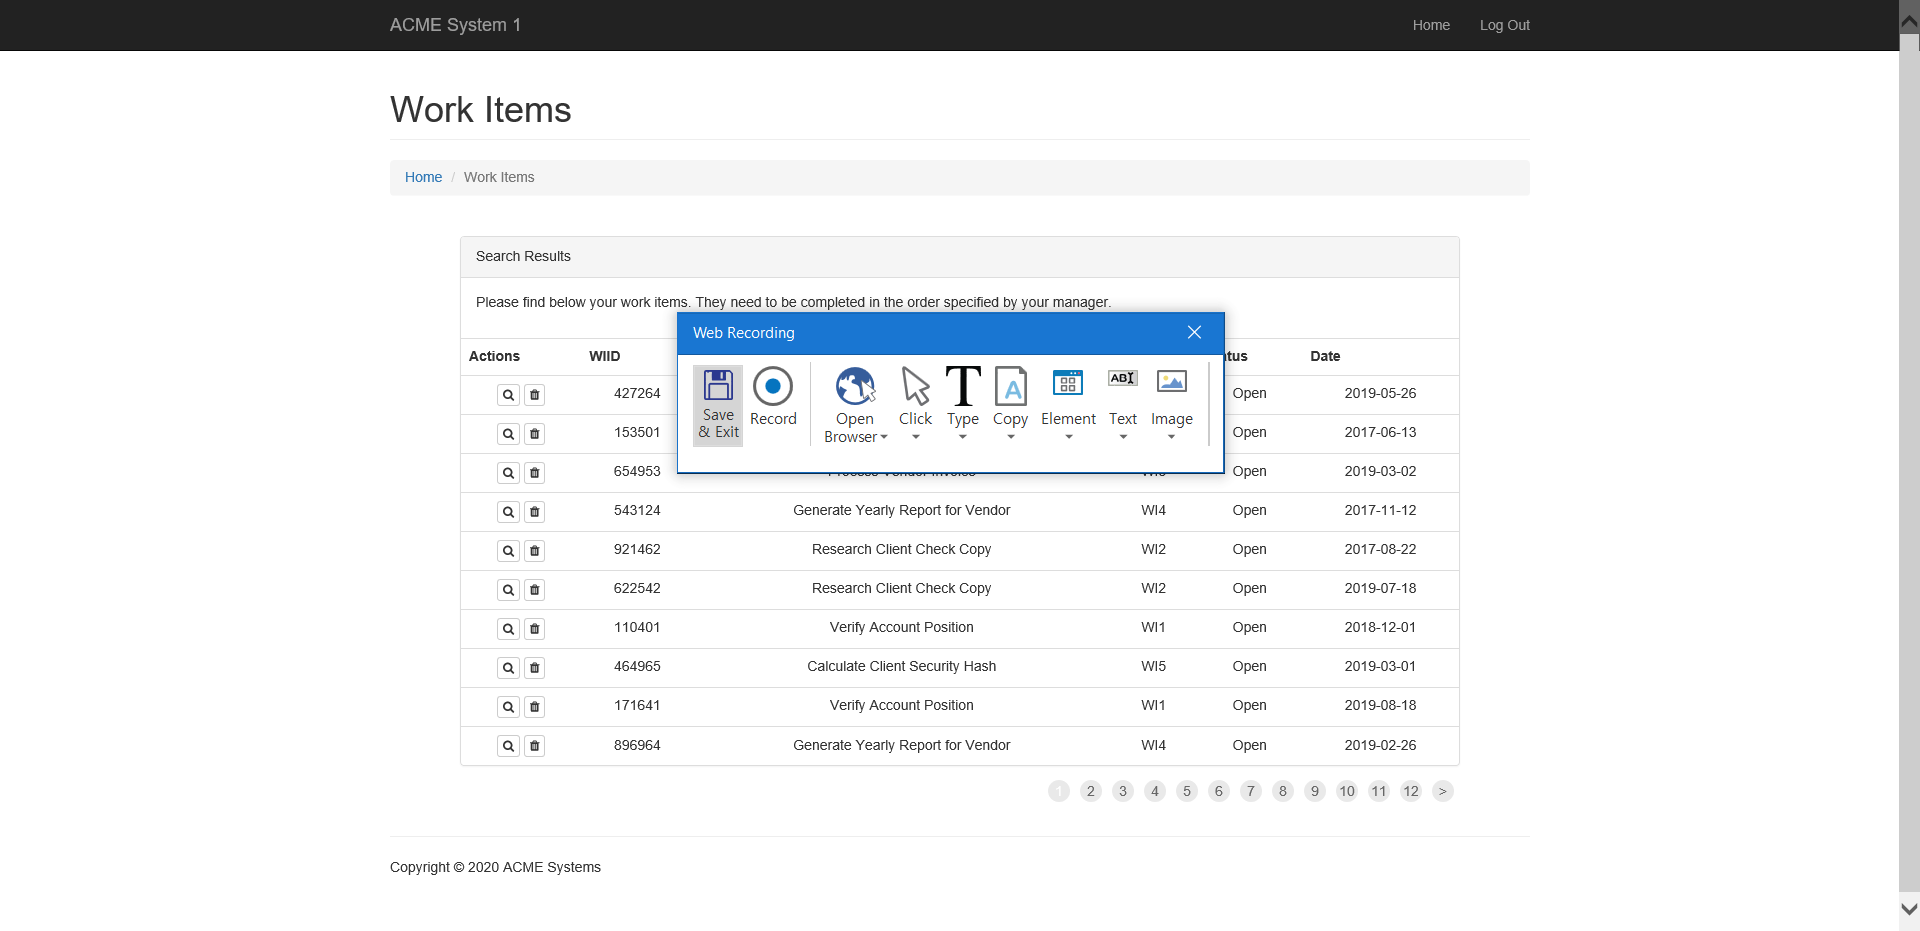 ACME System 1 Home Log Out
Work Items
Home / Work Items
Search Results
Please find below your work items. They need to be completed in the order specified by your manager.
Web Recording
Actions WIID Date
Save & Exit Record Open Browser Click Type Copy Element ABI Text Image
427264 Open 2019-05-26
153501 Open 2017-06-13
654953 Open 2019-03-02
543124 Generate Yearly Report for Vendor WI4 Open 2017-11-12
921462 Research Client Check Copy WI2 Open 2017-08-22
622542 Research Client Check Copy WI2 Open 2019-07-18
110401 Verify Account Position WI1 Open 2018-12-01
464965 Calculate Client Security Hash WI5 Open 2019-03-01
171641 Verify Account Position WI1 Open 2019-08-18
896964 Generate Yearly Report for Vendor WI4 Open 2019-02-26
1 2 3 4 5 6 7 8 9 10 11 12 >
Copyright © 2020 ACME Systems